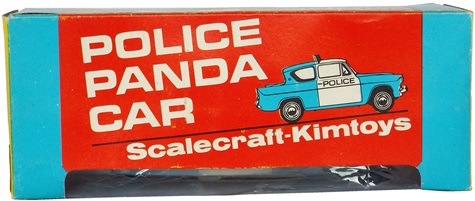 POLICE
PANDA
CAR
POLICE
Scalecraft-Kimtoys